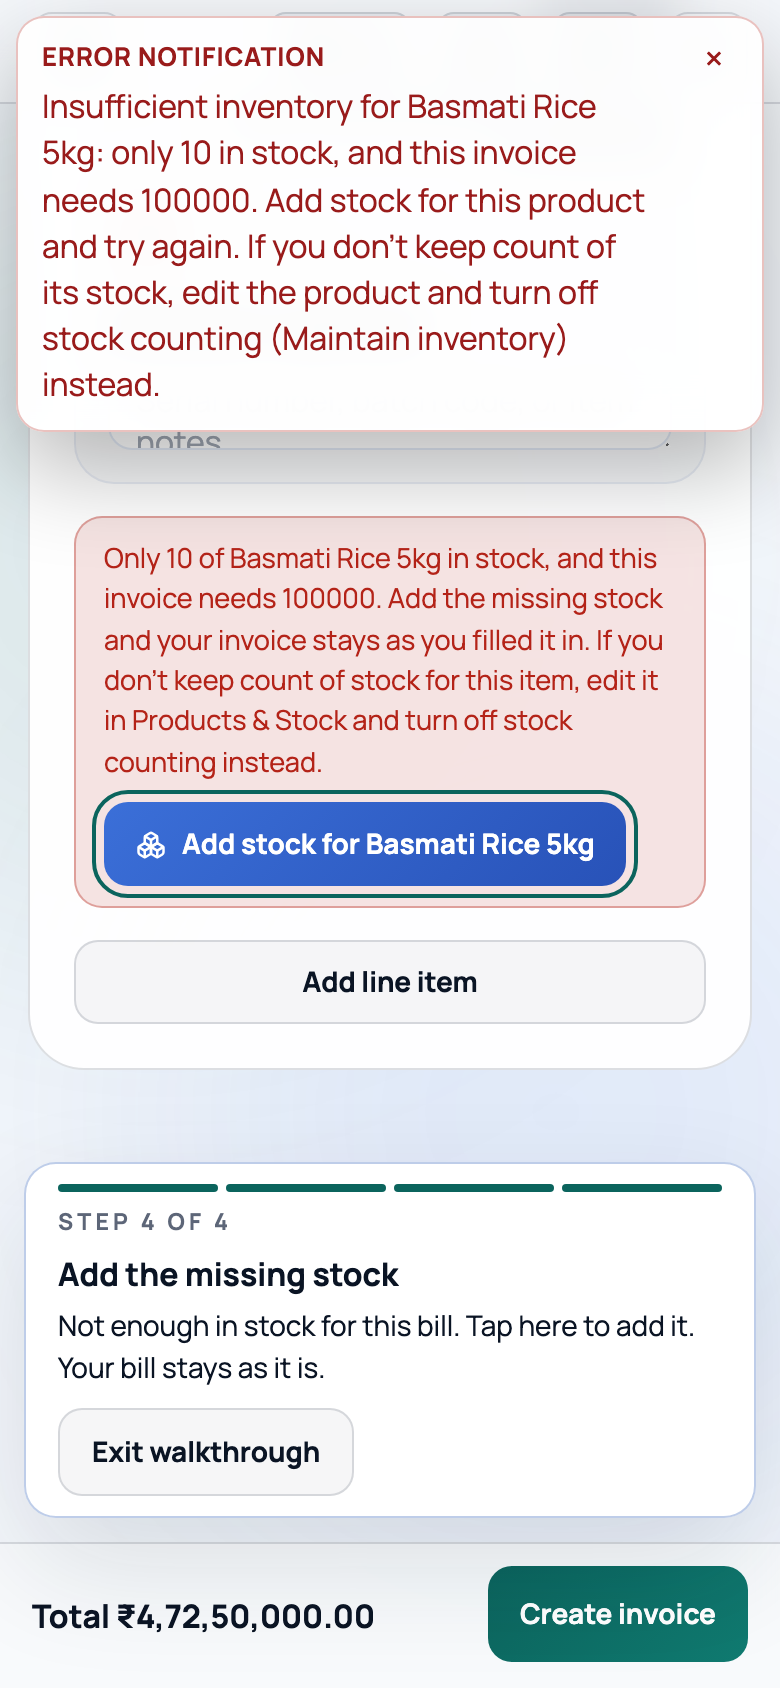 ERROR NOTIFICATION
×
Insufficient inventory for Basmati Rice
5kg: only 10 in stock, and this invoice
needs 100000. Add stock for this product
and try again. If you don’t keep count of
its stock, edit the product and turn off
stock counting (Maintain inventory)
instead.
notes
Only 10 of Basmati Rice 5kg in stock, and this
invoice needs 100000. Add the missing stock
and your invoice stays as you filled it in. If you
don’t keep count of stock for this item, edit it
in Products & Stock and turn off stock
counting instead.
Add stock for Basmati Rice 5kg
Add line item
STEP 4 OF 4
Add the missing stock
Not enough in stock for this bill. Tap here to add it.
Your bill stays as it is.
Exit walkthrough
Total ₹4,72,50,000.00
Create invoice